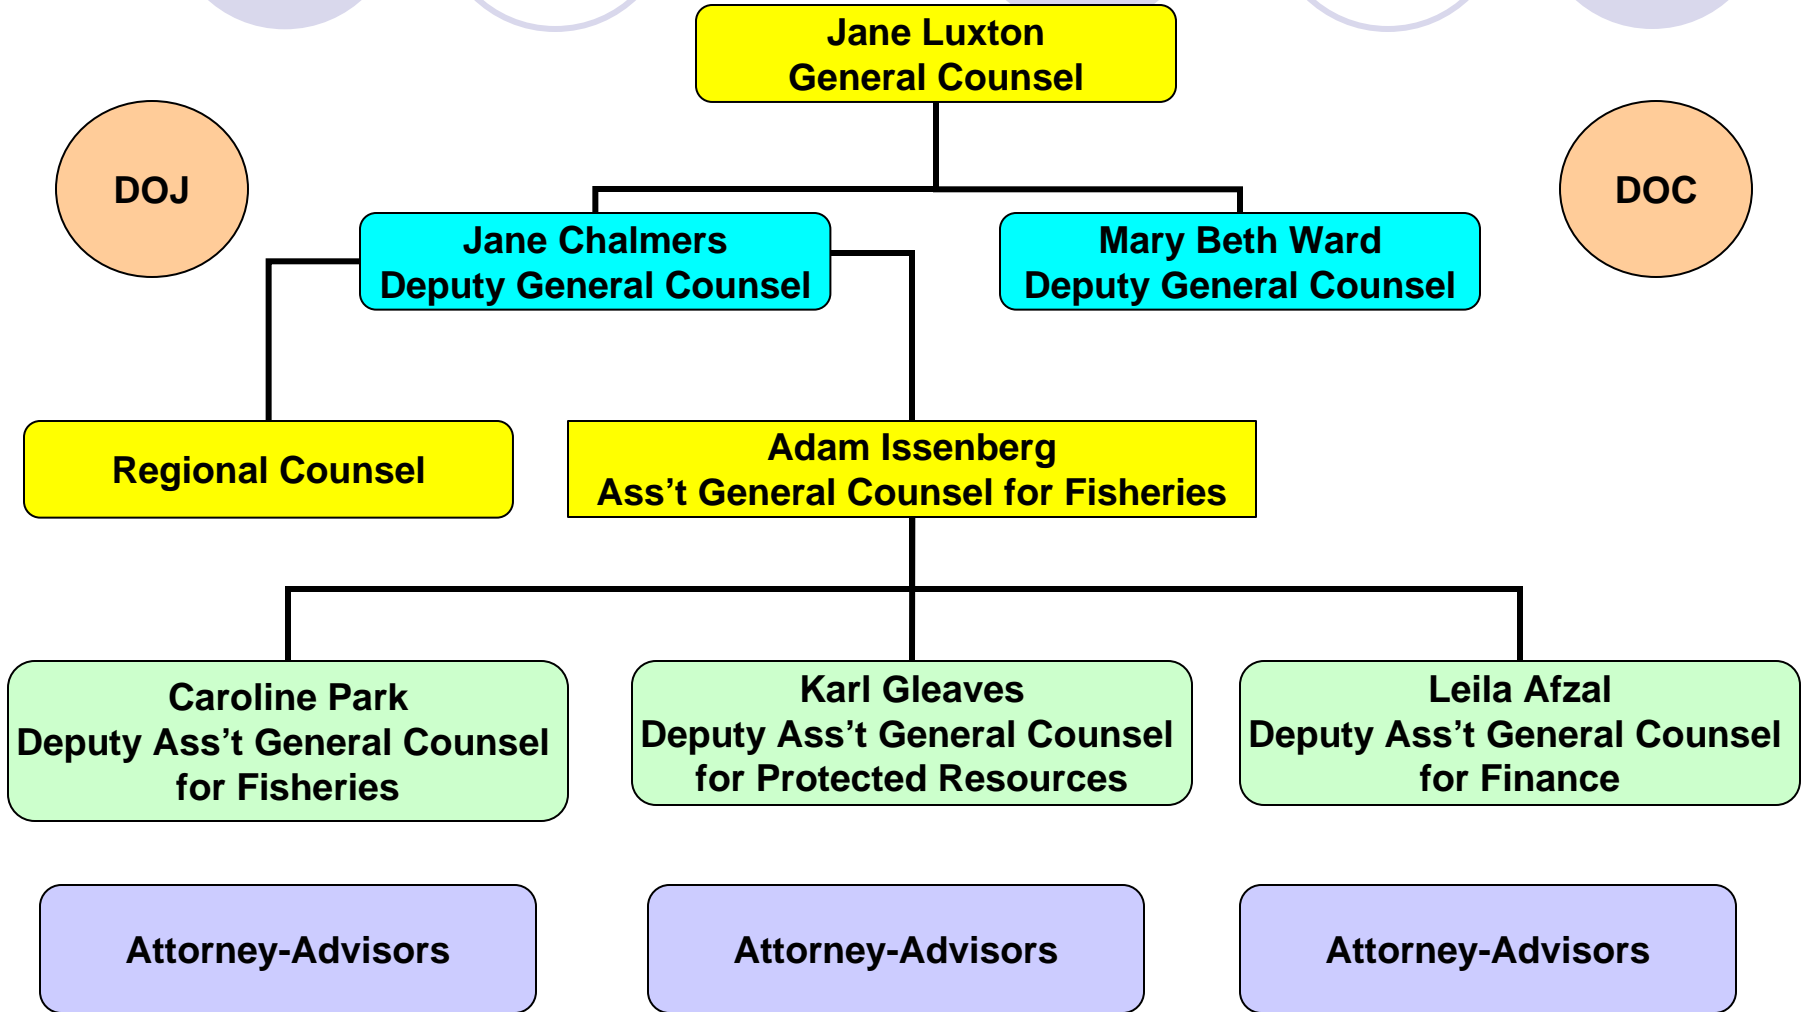 Jane Luxton
General Counsel
DOJ
DOC
Jane Chalmers
Deputy General Counsel
Mary Beth Ward
Deputy General Counsel
Regional Counsel
Adam Issenberg
Ass’t General Counsel for Fisheries
Caroline Park
Deputy Ass’t General Counsel
for Fisheries
Karl Gleaves
Deputy Ass’t General Counsel
for Protected Resources
Leila Afzal
Deputy Ass’t General Counsel
for Finance
Attorney-Advisors
Attorney-Advisors
Attorney-Advisors